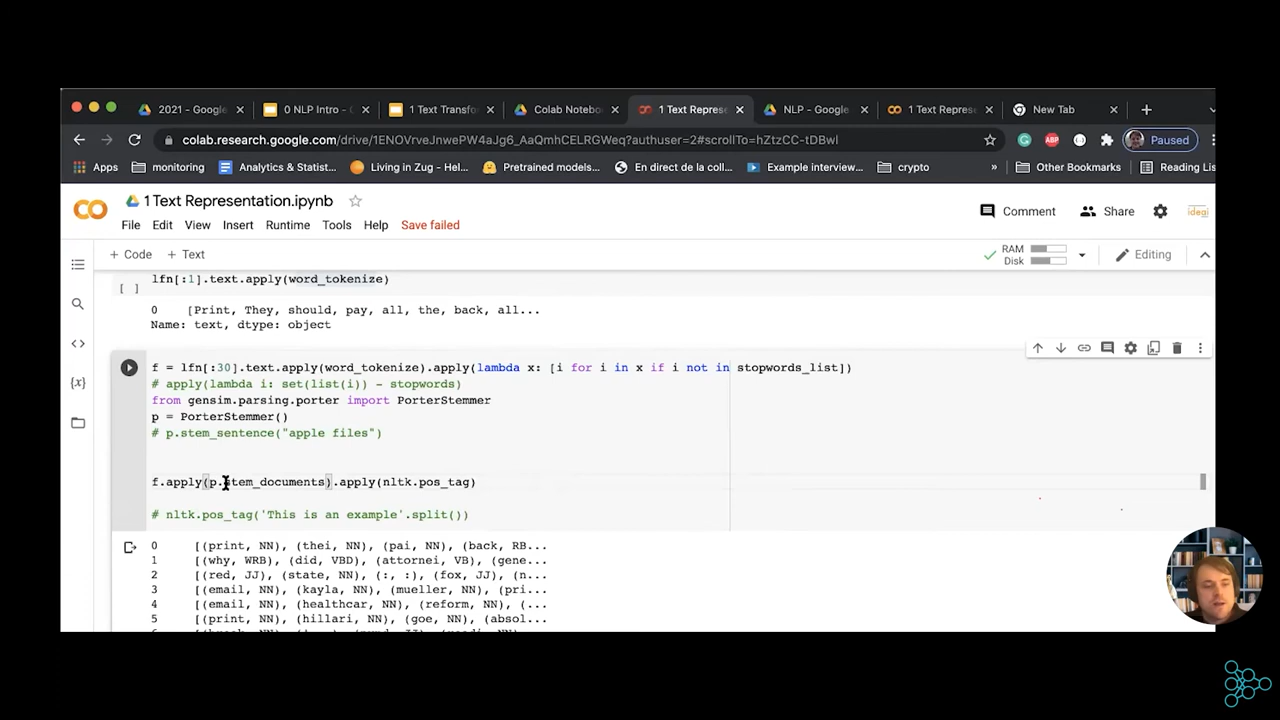 2021 - Google
0 NLP Intro - G
1 Text Transfo
Colab Notebo
1 Text Represe
NLP - Google
1 Text Represe
New Tab
colab.research.google.com/drive/1ENOVrveJnwePW4aJg6_AaQmhCELRGWeq?authuser=2#scrollTo=hZtzCC-tDBwl
ABP
Paused
Apps
monitoring
Analytics & Statist...
Living in Zug - Hel...
Pretrained models...
En direct de la coll...
Example interview...
crypto
»
Other Bookmarks
Reading Lis
1 Text Representation.ipynb
File Edit View Insert Runtime Tools Help Save failed
Comment
Share
idegi
+ Code + Text
RAM
Disk
Editing
lfn[:1].text.apply(word_tokenize)
[ ]
0 [Print, They, should, pay, all, the, back, all...
Name: text, dtype: object
f = lfn[:30].text.apply(word_tokenize).apply(lambda x: [i for i in x if i not in stopwords_list])
# apply(lambda i: set(list(i)) - stopwords)
from gensim.parsing.porter import PorterStemmer
p = PorterStemmer()
# p.stem_sentence("apple files")
f.apply(p.stem_documents).apply(nltk.pos_tag)
# nltk.pos_tag('This is an example'.split())
0 [(print, NN), (thei, NN), (pai, NN), (back, RB...
1 [(why, WRB), (did, VBD), (attornei, VB), (gene...
2 [(red, JJ), (state, NN), (:, :), (fox, JJ), (n...
3 [(email, NN), (kayla, NN), (mueller, NN), (pri...
4 [(email, NN), (healthcar, NN), (reform, NN), (...
5 [(print, NN), (hillari, NN), (goe, NN), (absol...